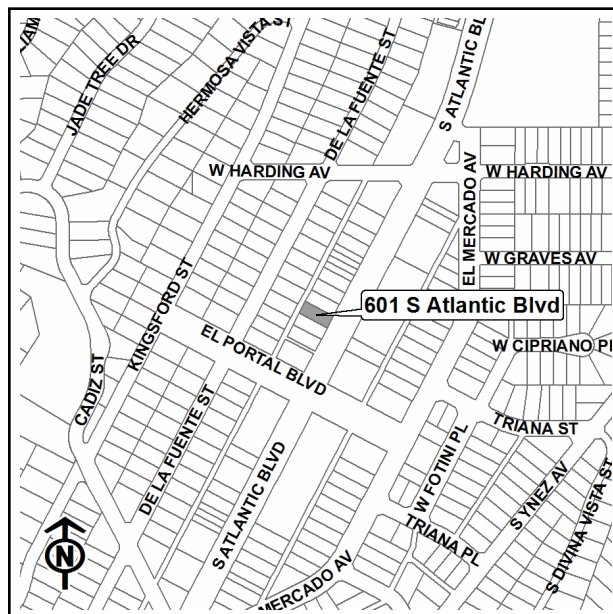 JADE TREE DR
HERMOSA VISTA ST
DE LA FUENTE ST
S ATLANTIC BL
W HARDING AV
EL MERCADO AV
W HARDING AV
W GRAVES AV
KINGSFORD ST
601 S Atlantic Blvd
EL PORTAL BLVD
W CIPRIANO PL
CADIZ ST
DE LA FUENTE ST
TRIANA ST
S ATLANTIC BLVD
W FOTINI PL
S YNEZ AV
TRIANA PL
S DIVINA VISTA ST
MERCADO AV
N